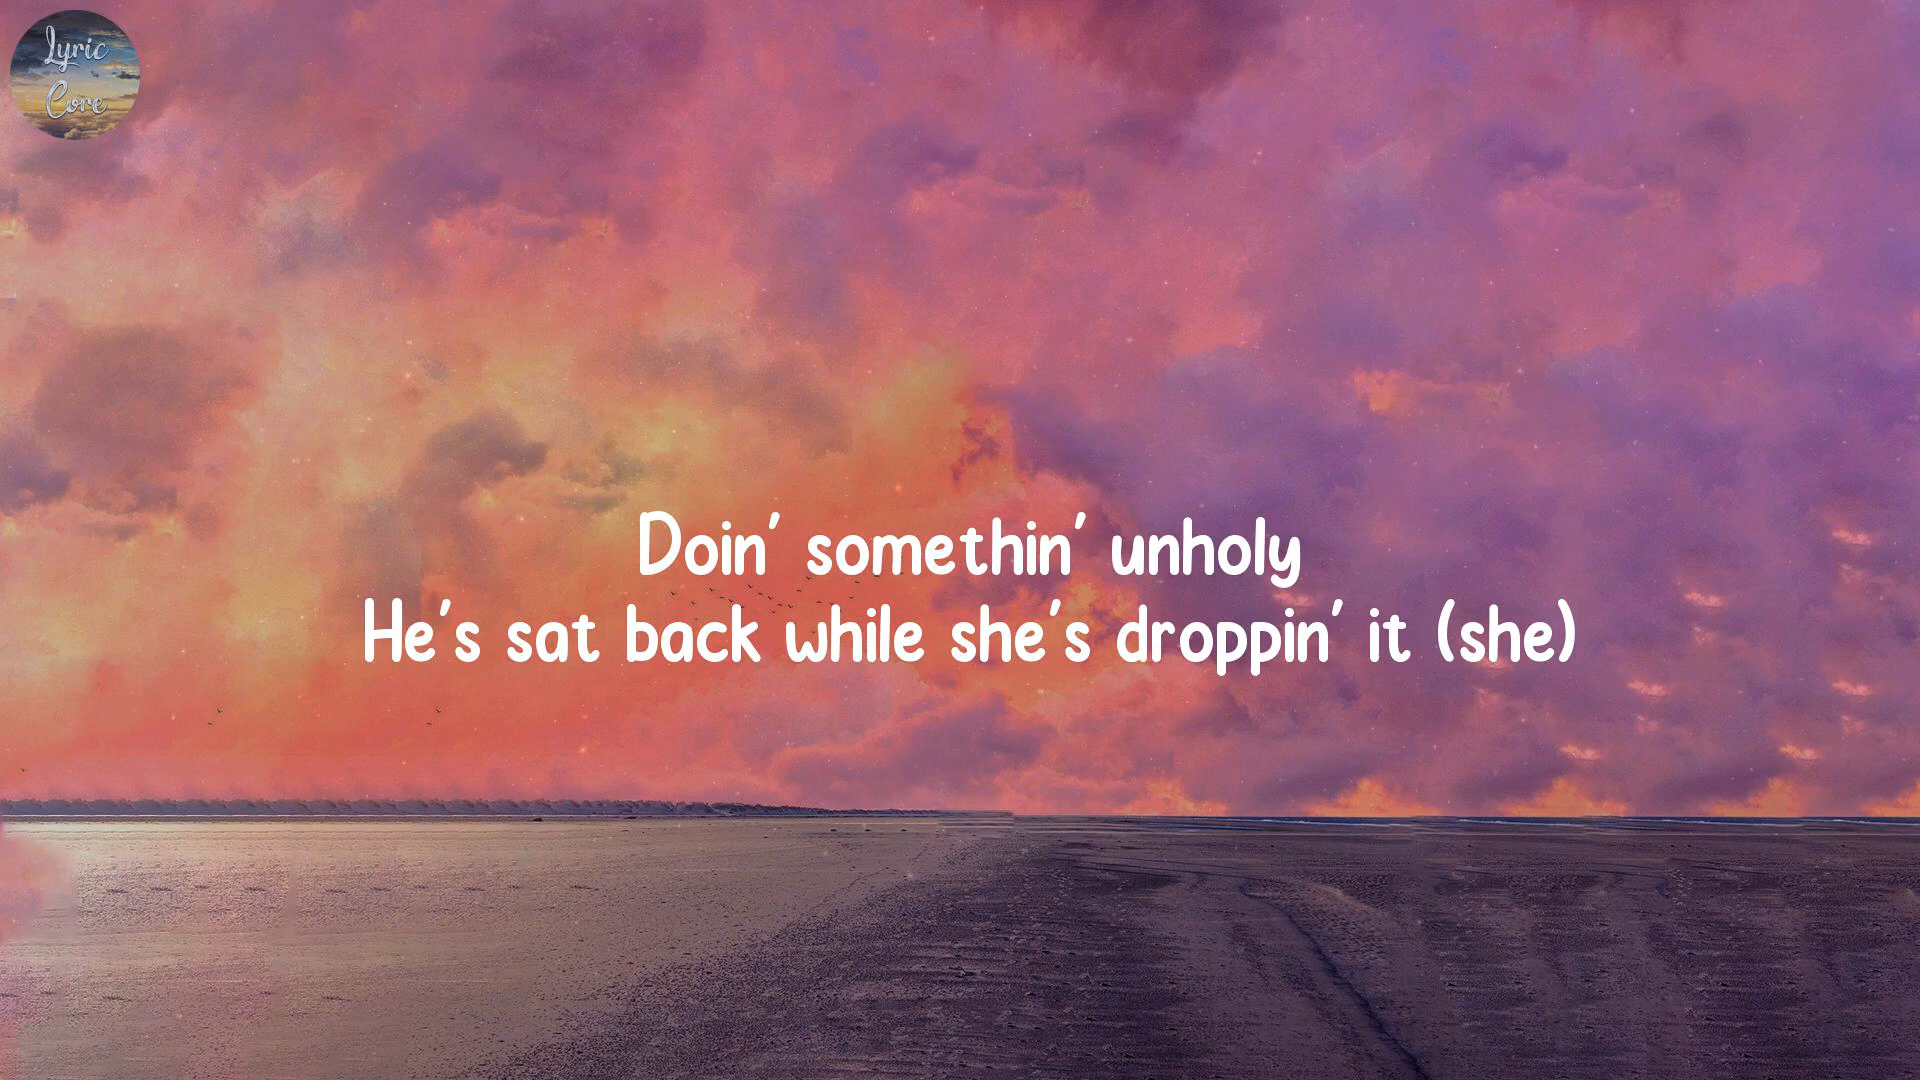 Lyric
Core
Doin' somethin' unholy
He's sat back while she's droppin' it (she)